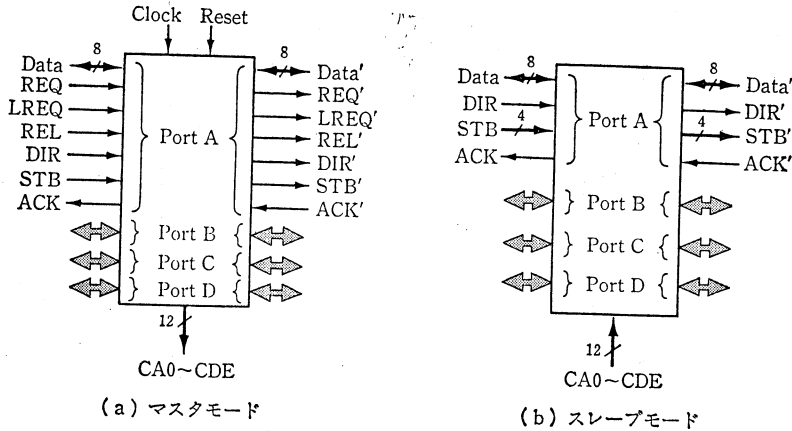 Clock Reset
8 8
Data Data′
REQ REQ′
LREQ LREQ′
REL Port A REL′
DIR DIR′
STB STB′
ACK ACK′
Port B
Port C
Port D
12
CA0~CDE
(a) マスタモード
8 8
Data Data′
DIR Port A DIR′
STB 4 4 STB′
ACK ACK′
Port B
Port C
Port D
12
CA0~CDE
(b) スレーブモード